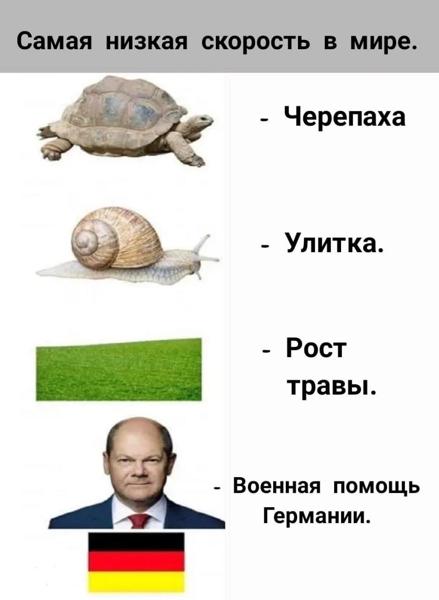 Самая низкая скорость в мире.
- Черепаха
- Улитка.
- Рост
травы.
- Военная помощь
Германии.